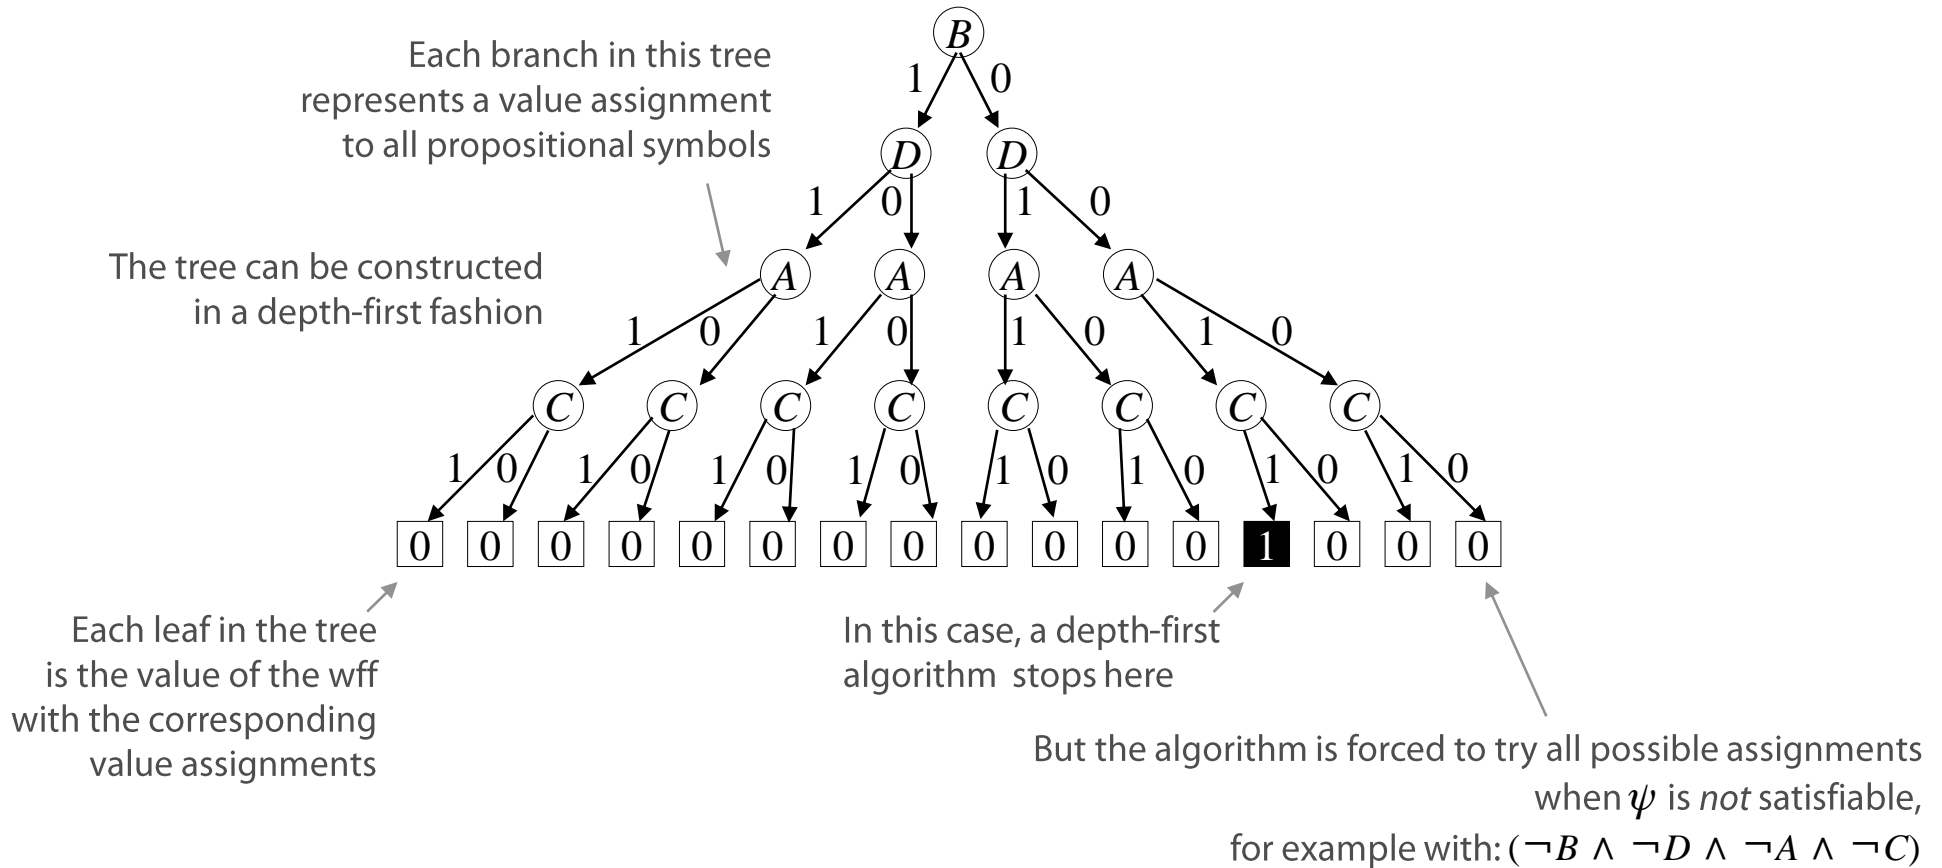 B
Each branch in this tree
represents a value assignment
to all propositional symbols
1 0
D D
1 0 1 0
The tree can be constructed
in a depth-first fashion
A A A A
1 0 1 0 1 0 1 0
C C C C C C C C
1 0 1 0 1 0 1 0 1 0 1 0 1 0 1 0
0 0 0 0 0 0 0 0 0 0 0 0 1 0 0 0
Each leaf in the tree
is the value of the wff
with the corresponding
value assignments
In this case, a depth-first
algorithm stops here
But the algorithm is forced to try all possible assignments
when ψ is not satisfiable,
for example with: (¬B ∧ ¬D ∧ ¬A ∧ ¬C)